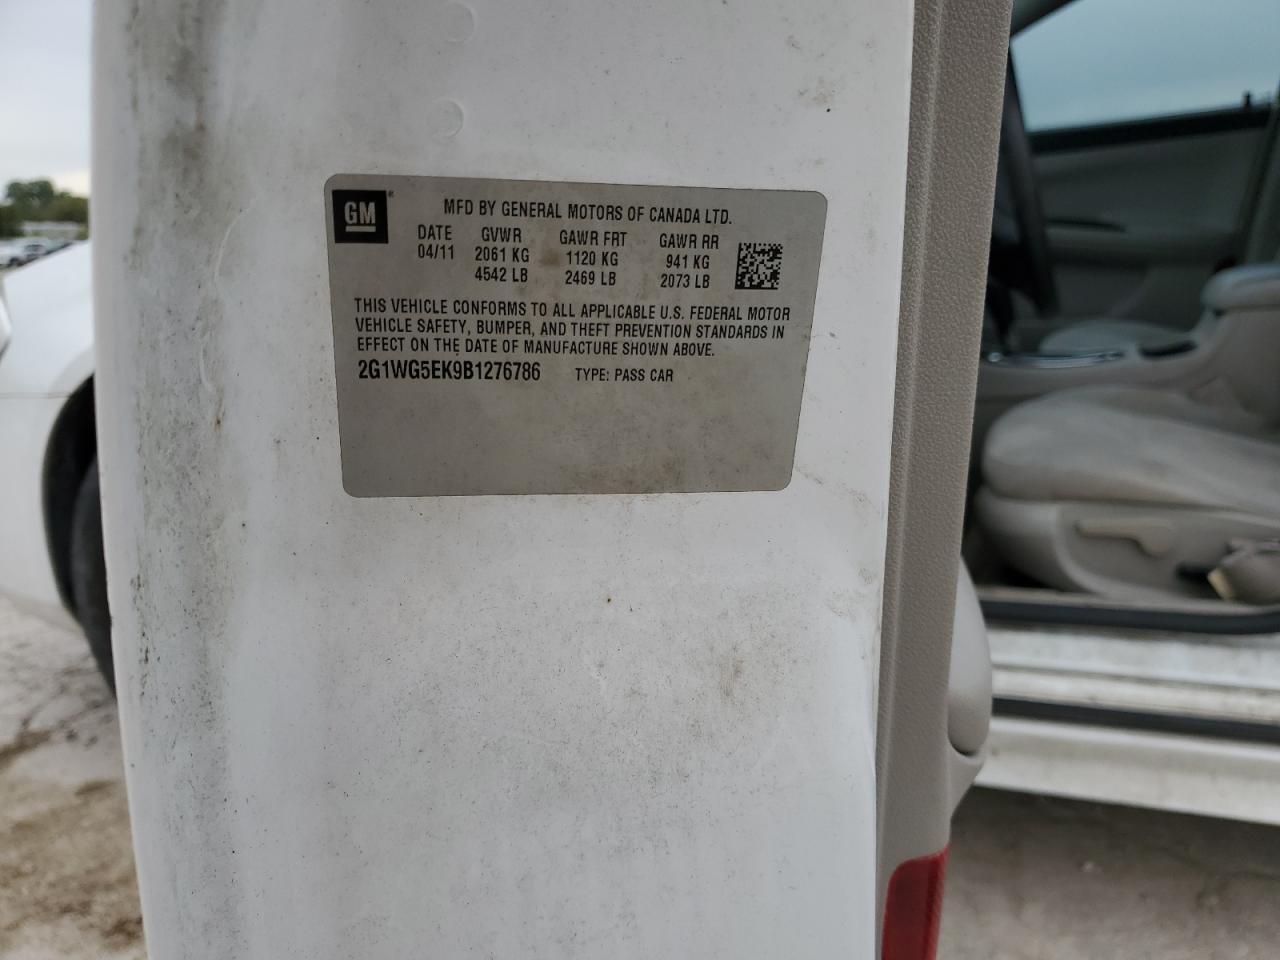 GM
MFD BY GENERAL MOTORS OF CANADA LTD.
DATE GVWR GAWR FRT GAWR RR
04/11 2061 KG 1120 KG 941 KG
4542 LB 2469 LB 2073 LB
THIS VEHICLE CONFORMS TO ALL APPLICABLE U.S. FEDERAL MOTOR
VEHICLE SAFETY, BUMPER, AND THEFT PREVENTION STANDARDS IN
EFFECT ON THE DATE OF MANUFACTURE SHOWN ABOVE.
2G1WG5EK9B1276786 TYPE: PASS CAR